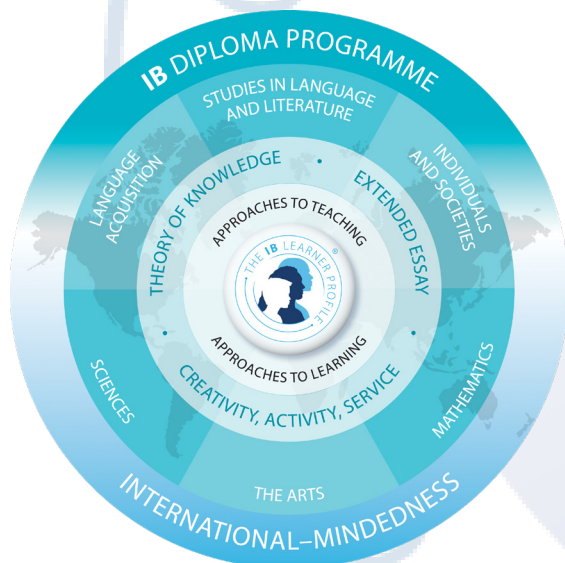 IB DIPLOMA PROGRAMME
STUDIES IN LANGUAGE
AND LITERATURE
LANGUAGE
ACQUISITION
INDIVIDUALS
AND SOCIETIES
THEORY OF KNOWLEDGE
EXTENDED ESSAY
APPROACHES TO TEACHING
THE IB LEARNER PROFILE
®
APPROACHES TO LEARNING
CREATIVITY, ACTIVITY, SERVICE
SCIENCES
MATHEMATICS
THE ARTS
INTERNATIONAL–MINDEDNESS